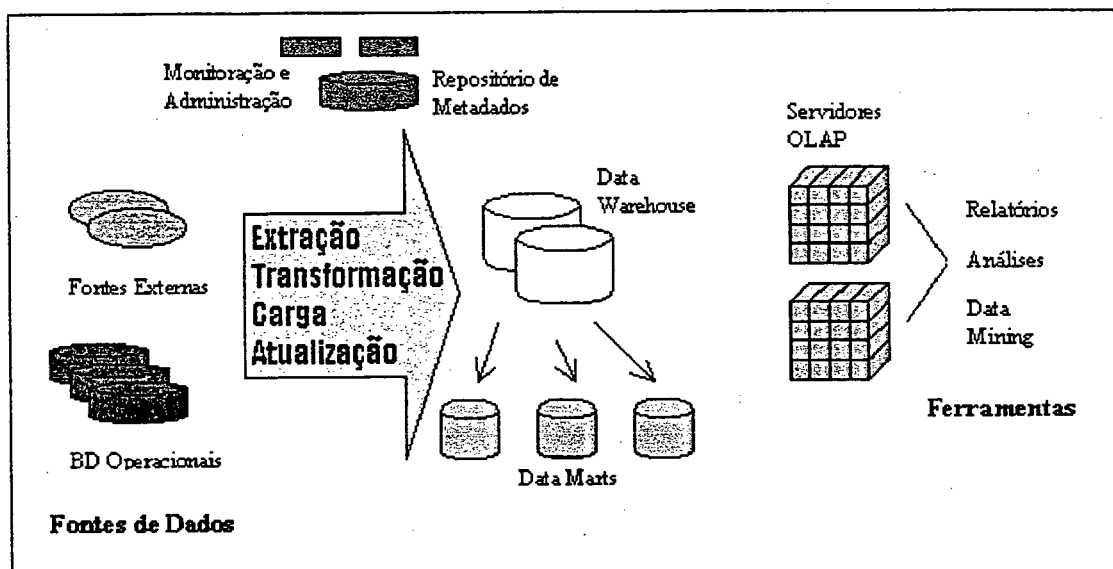 Monitoração e
Administração
Repositório de
Metadados
Servidores
OLAP
Data
Warehouse
Relatórios
Extração
Transformação
Carga
Atualização
Fontes Externas
Análises
Data
Mining
Ferramentas
BD Operacionais
Data Marts
Fontes de Dados